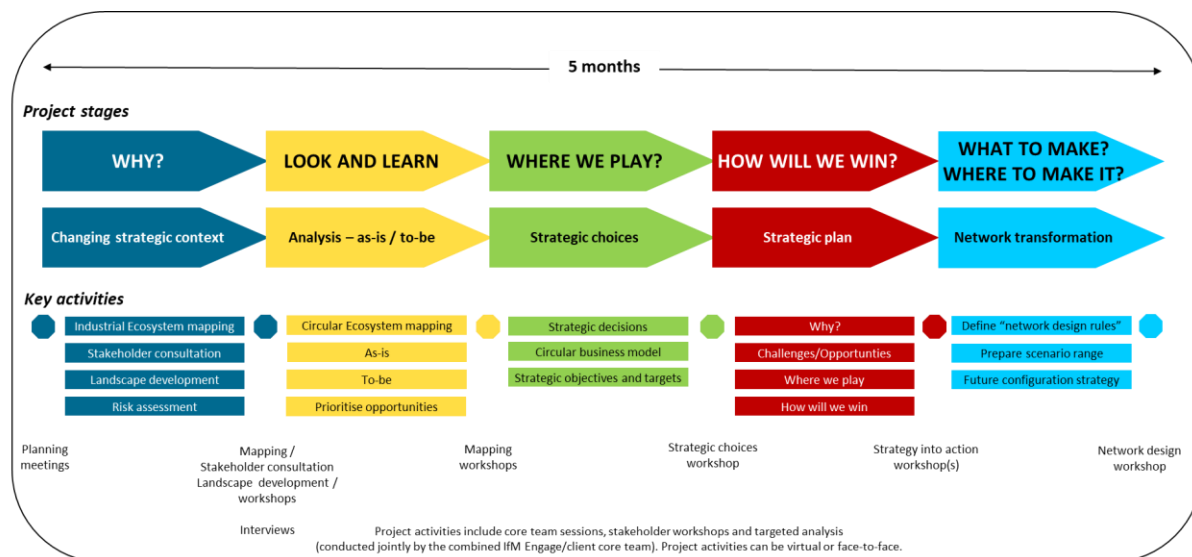 5 months
Project stages
WHY?
LOOK AND LEARN
WHERE WE PLAY?
HOW WILL WE WIN?
WHAT TO MAKE?
WHERE TO MAKE IT?
Changing strategic context
Analysis – as-is / to-be
Strategic choices
Strategic plan
Network transformation
Key activities
Industrial Ecosystem mapping
Stakeholder consultation
Landscape development
Risk assessment
Circular Ecosystem mapping
As-is
To-be
Prioritise opportunities
Strategic decisions
Circular business model
Strategic objectives and targets
Why?
Challenges/Opportunties
Where we play
How will we win
Define “network design rules”
Prepare scenario range
Future configuration strategy
Planning
meetings
Mapping /
Stakeholder consultation
Landscape development /
workshops
Interviews
Mapping
workshops
Strategic choices
workshop
Strategy into action
workshop(s)
Network design
workshop
Project activities include core team sessions, stakeholder workshops and targeted analysis
(conducted jointly by the combined IfM Engage/client core team). Project activities can be virtual or face-to-face.